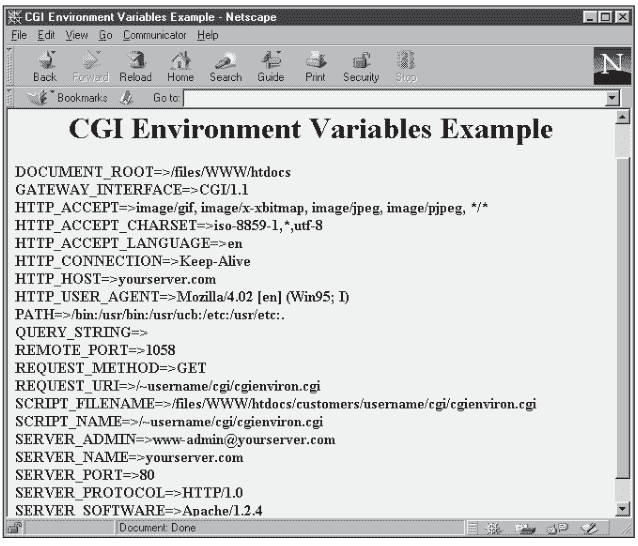 CGI Environment Variables Example - Netscape
File Edit View Go Communicator Help
Back Forward Reload Home Search Guide Print Security Stop
N
Bookmarks Go to:
CGI Environment Variables Example
DOCUMENT_ROOT=>/files/WWW/htdocs
GATEWAY_INTERFACE=>CGI/1.1
HTTP_ACCEPT=>image/gif, image/x-xbitmap, image/jpeg, image/pjpeg, */*
HTTP_ACCEPT_CHARSET=>iso-8859-1,*,utf-8
HTTP_ACCEPT_LANGUAGE=>en
HTTP_CONNECTION=>Keep-Alive
HTTP_HOST=>yourserver.com
HTTP_USER_AGENT=>Mozilla/4.02 [en] (Win95; I)
PATH=>/bin:/usr/bin:/usr/ucb:/etc:/usr/etc:.
QUERY_STRING=>
REMOTE_PORT=>1058
REQUEST_METHOD=>GET
REQUEST_URI=>/~username/cgi/cgienviron.cgi
SCRIPT_FILENAME=>/files/WWW/htdocs/customers/username/cgi/cgienviron.cgi
SCRIPT_NAME=>/~username/cgi/cgienviron.cgi
SERVER_ADMIN=>www-admin@yourserver.com
SERVER_NAME=>yourserver.com
SERVER_PORT=>80
SERVER_PROTOCOL=>HTTP/1.0
SERVER_SOFTWARE=>Apache/1.2.4
Document: Done